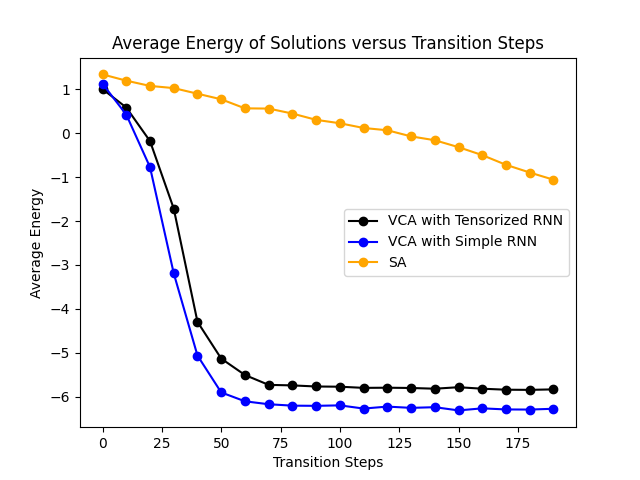 Average Energy of Solutions versus Transition Steps
Average Energy
1
0
−1
−2
−3
−4
−5
−6
VCA with Tensorized RNN
VCA with Simple RNN
SA
0 25 50 75 100 125 150 175
Transition Steps